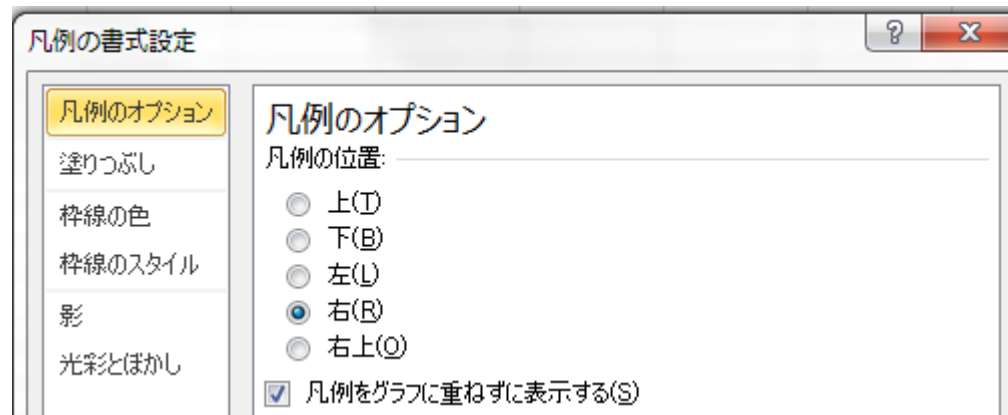 凡例の書式設定
凡例のオプション
塗りつぶし
枠線の色
枠線のスタイル
影
光彩とぼかし
凡例のオプション
凡例の位置:
上(T)
下(B)
左(L)
右(R)
右上(O)
凡例をグラフに重ねずに表示する(S)